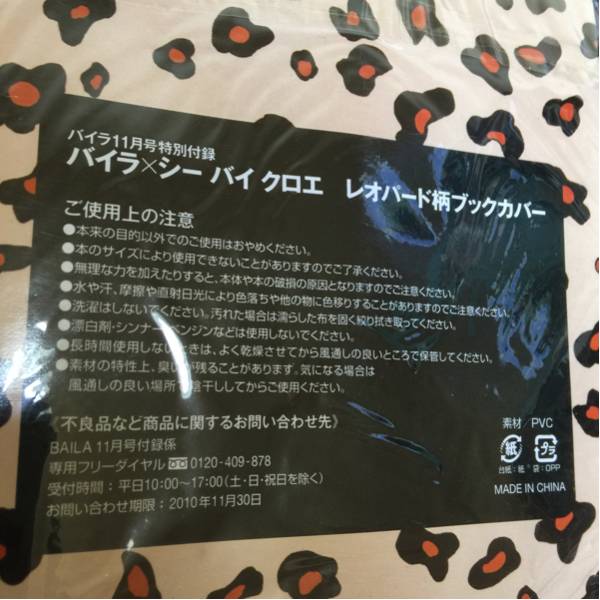 バイラ11月号特別付録
バイラ×シー バイ クロエ レオパード柄ブックカバー
ご使用上の注意
●本来の目的以外でのご使用はおやめください。
●本のサイズにより使用できないことがありますのでご了承ください。
●無理な力を加えたりすると、本体や本の破損の原因となりますのでご注意ください。
●水や汗、摩擦や直射日光により色落ちや他の物に色移りすることがありますのでご注意ください。
●洗濯はしないでください。汚れた場合は濡らした布を固く絞り拭き取ってください。
●漂白剤・シンナー・ベンジンなどは使用しないでください。
●長時間使用しないときは、よく乾燥させてから風通しの良いところで保管してください。
●素材の特性上、臭いが残ることがあります。気になる場合は
風通しの良い場所で陰干ししてからご使用ください。
《不良品など商品に関するお問い合わせ先》
BAILA 11月号付録係
専用フリーダイヤル 0120-409-878
受付時間：平日10:00〜17:00(土・日・祝日を除く)
お問い合わせ期限：2010年11月30日
素材/PVC
紙 プラ
台紙：紙 袋：OPP
MADE IN CHINA